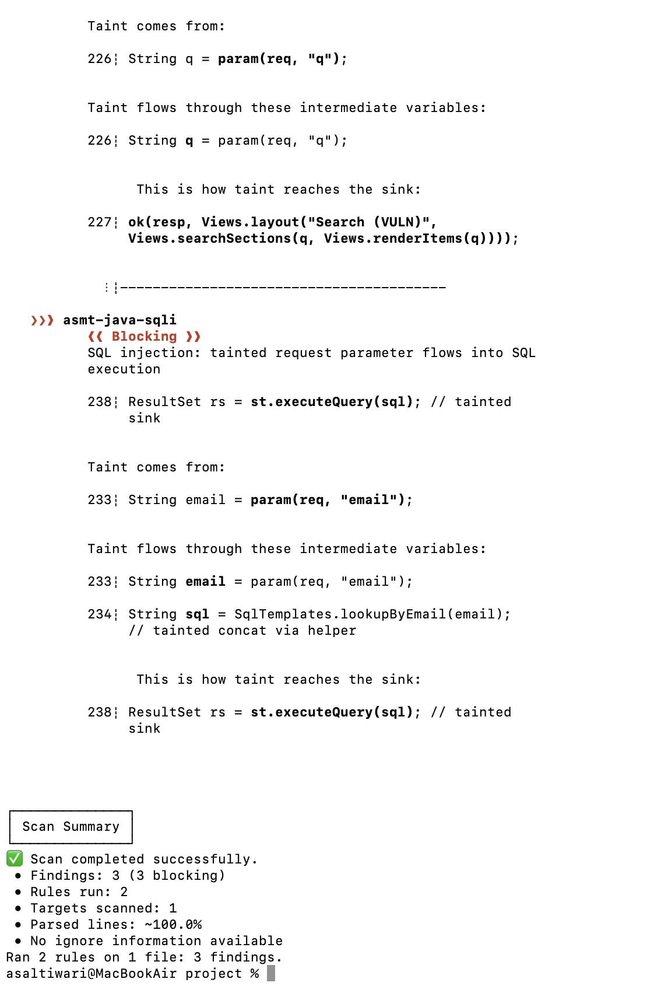 Taint comes from:
226┆ String q = param(req, "q");
Taint flows through these intermediate variables:
226┆ String q = param(req, "q");
This is how taint reaches the sink:
227┆ ok(resp, Views.layout("Search (VULN)",
Views.searchSections(q, Views.renderItems(q))));
⋮┆----------------------------------------
❯❯❱ asmt-java-sqli
❰❰ Blocking ❱❱
SQL injection: tainted request parameter flows into SQL
execution
238┆ ResultSet rs = st.executeQuery(sql); // tainted
sink
Taint comes from:
233┆ String email = param(req, "email");
Taint flows through these intermediate variables:
233┆ String email = param(req, "email");
234┆ String sql = SqlTemplates.lookupByEmail(email);
// tainted concat via helper
This is how taint reaches the sink:
238┆ ResultSet rs = st.executeQuery(sql); // tainted
sink
Scan Summary
✅ Scan completed successfully.
• Findings: 3 (3 blocking)
• Rules run: 2
• Targets scanned: 1
• Parsed lines: ~100.0%
• No ignore information available
Ran 2 rules on 1 file: 3 findings.
asaltiwari@MacBookAir project %